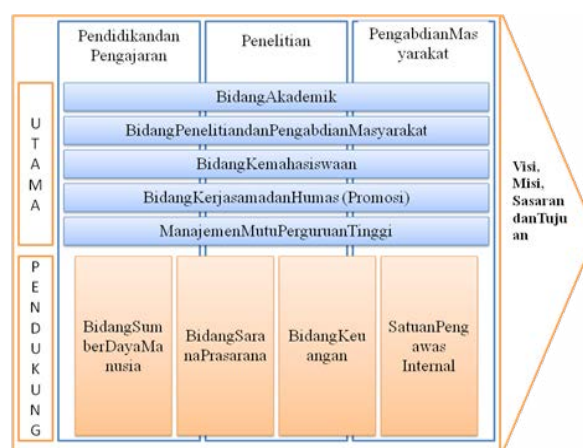 Pendidikandan
Pengajaran
Penelitian
PengabdianMas
yarakat
U
T
A
M
A
BidangAkademik
BidangPenelitiandanPengabdianMasyarakat
BidangKemahasiswaan
BidangKerjasamadanHumas (Promosi)
ManajemenMutuPerguruanTinggi
Visi,
Misi,
Sasaran
danTuju
an
P
E
N
D
U
K
U
N
G
BidangSum
berDayaMa
nusia
BidangSara
naPrasarana
BidangKeu
angan
SatuanPeng
awas
Internal